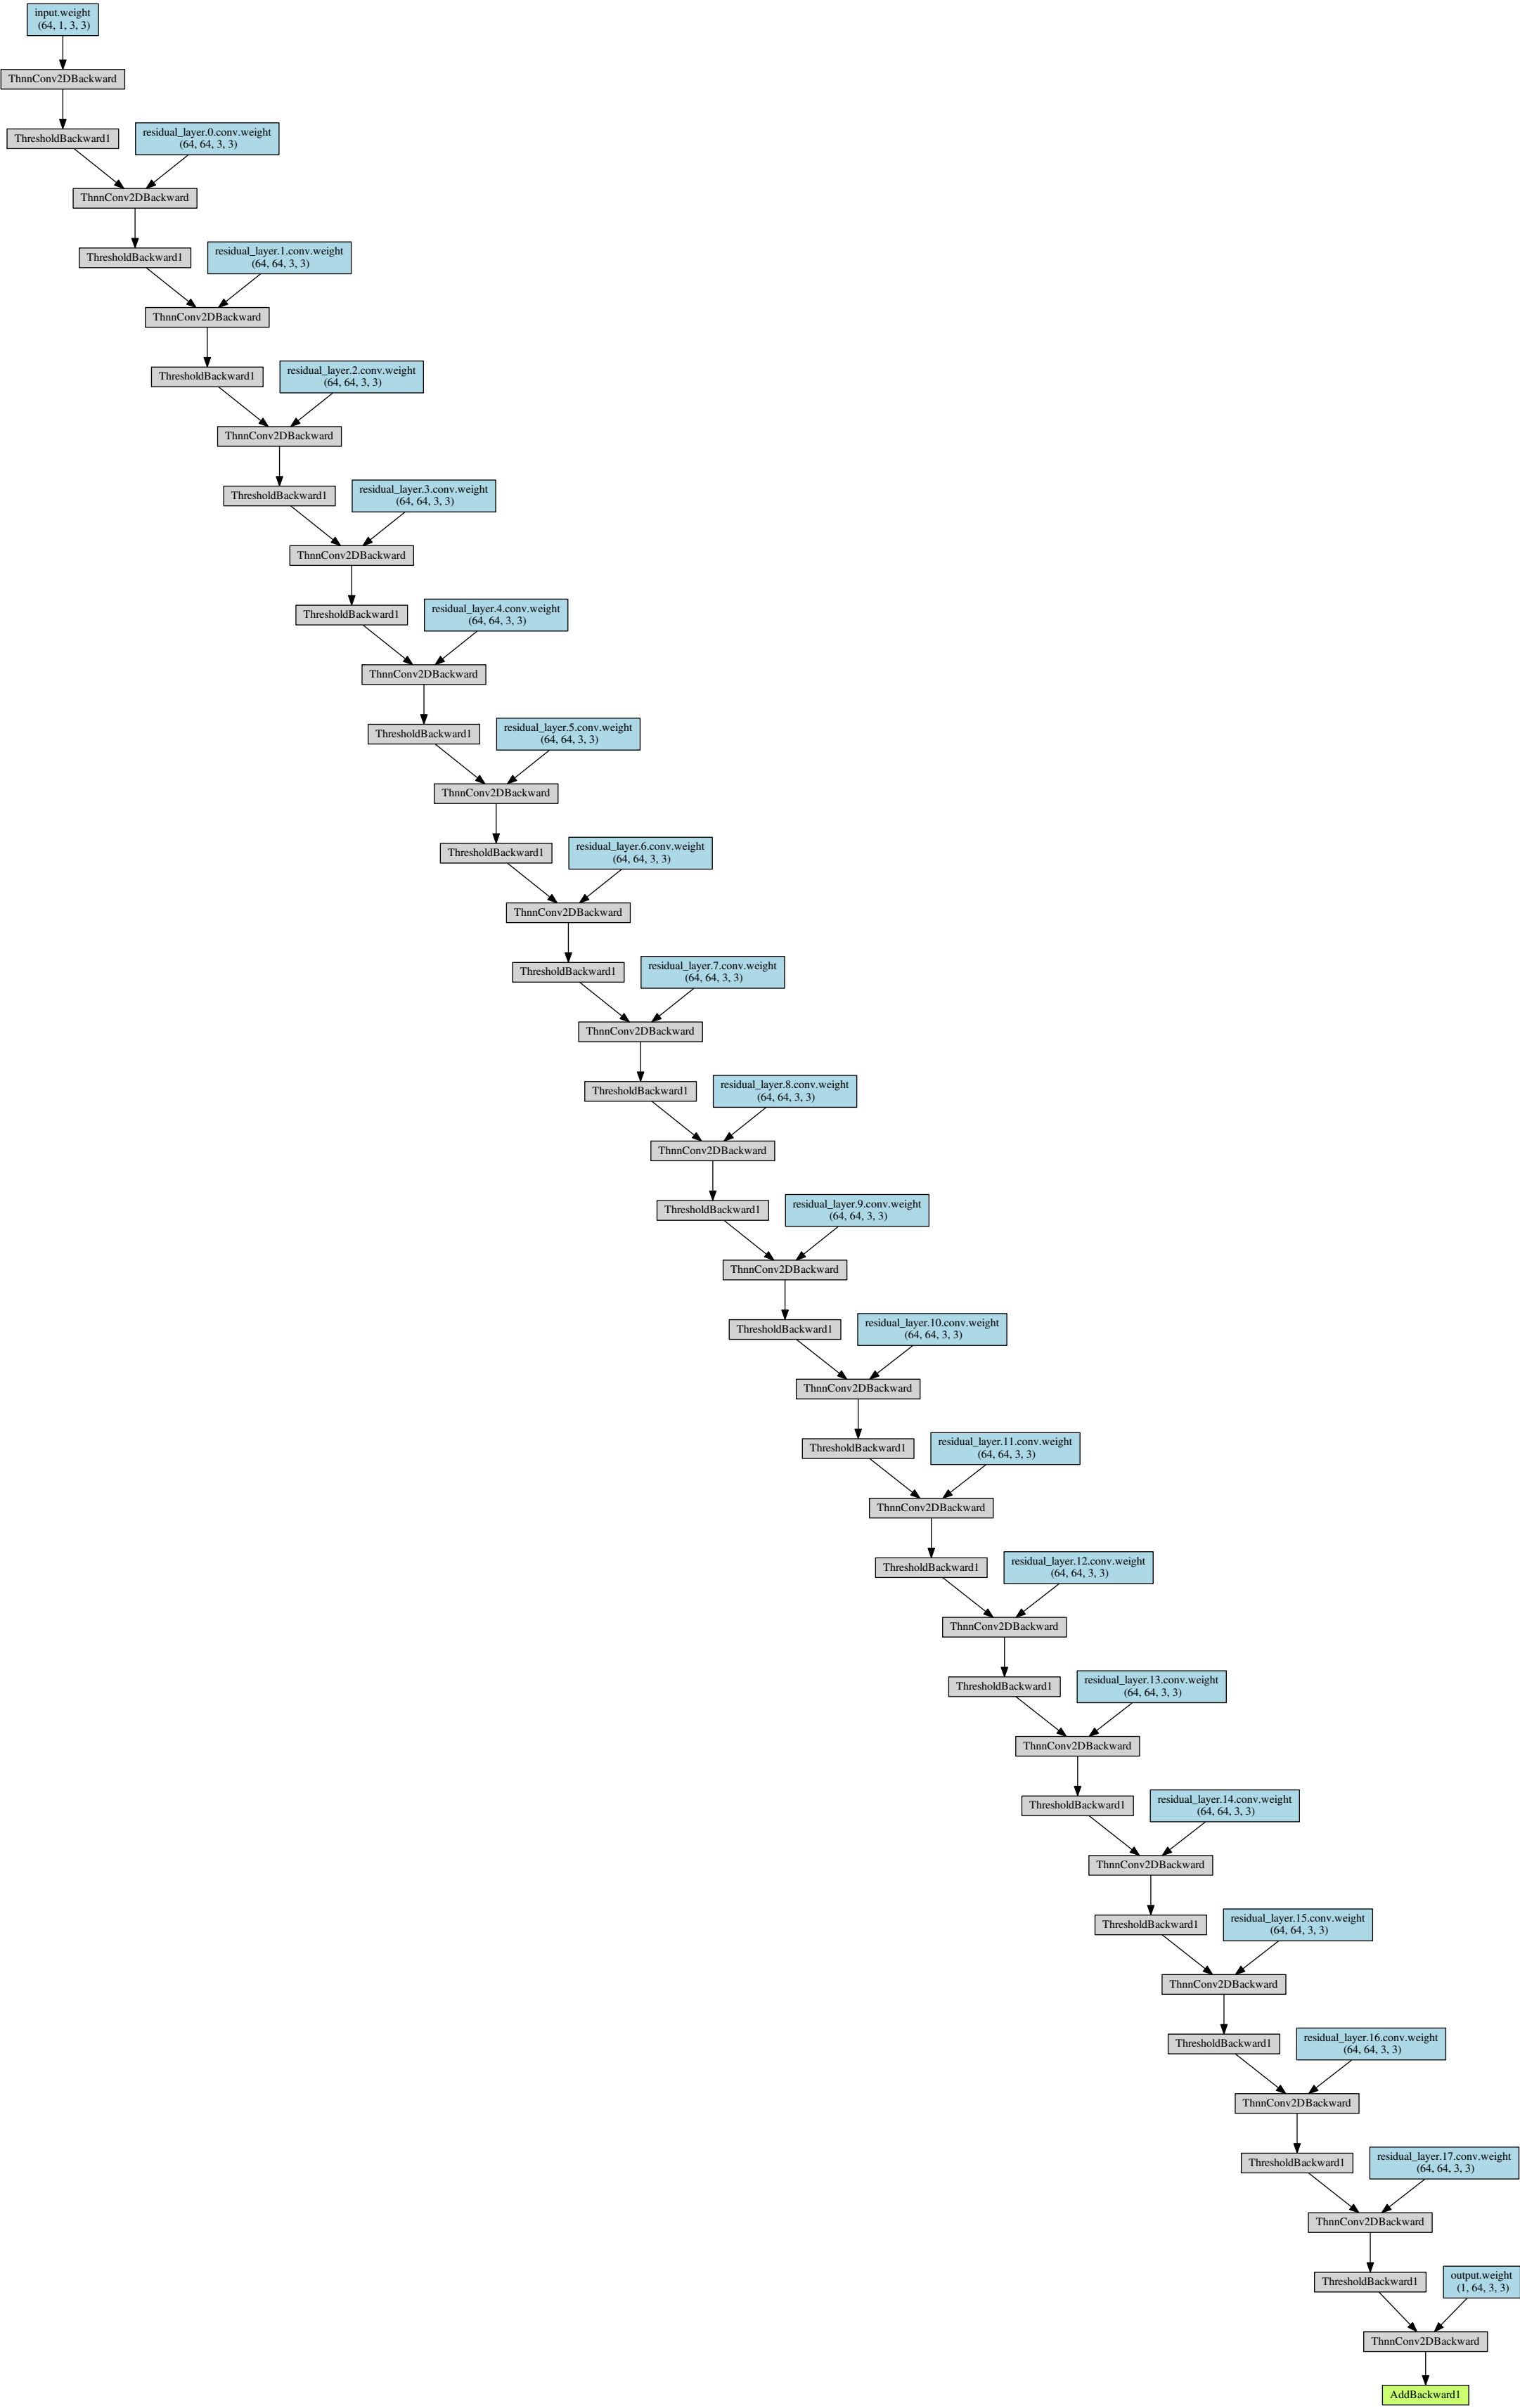 input.weight
(64, 1, 3, 3)
ThnnConv2DBackward
ThresholdBackward1
residual_layer.0.conv.weight
(64, 64, 3, 3)
ThnnConv2DBackward
ThresholdBackward1
residual_layer.1.conv.weight
(64, 64, 3, 3)
ThnnConv2DBackward
ThresholdBackward1
residual_layer.2.conv.weight
(64, 64, 3, 3)
ThnnConv2DBackward
ThresholdBackward1
residual_layer.3.conv.weight
(64, 64, 3, 3)
ThnnConv2DBackward
ThresholdBackward1
residual_layer.4.conv.weight
(64, 64, 3, 3)
ThnnConv2DBackward
ThresholdBackward1
residual_layer.5.conv.weight
(64, 64, 3, 3)
ThnnConv2DBackward
ThresholdBackward1
residual_layer.6.conv.weight
(64, 64, 3, 3)
ThnnConv2DBackward
ThresholdBackward1
residual_layer.7.conv.weight
(64, 64, 3, 3)
ThnnConv2DBackward
ThresholdBackward1
residual_layer.8.conv.weight
(64, 64, 3, 3)
ThnnConv2DBackward
ThresholdBackward1
residual_layer.9.conv.weight
(64, 64, 3, 3)
ThnnConv2DBackward
ThresholdBackward1
residual_layer.10.conv.weight
(64, 64, 3, 3)
ThnnConv2DBackward
ThresholdBackward1
residual_layer.11.conv.weight
(64, 64, 3, 3)
ThnnConv2DBackward
ThresholdBackward1
residual_layer.12.conv.weight
(64, 64, 3, 3)
ThnnConv2DBackward
ThresholdBackward1
residual_layer.13.conv.weight
(64, 64, 3, 3)
ThnnConv2DBackward
ThresholdBackward1
residual_layer.14.conv.weight
(64, 64, 3, 3)
ThnnConv2DBackward
ThresholdBackward1
residual_layer.15.conv.weight
(64, 64, 3, 3)
ThnnConv2DBackward
ThresholdBackward1
residual_layer.16.conv.weight
(64, 64, 3, 3)
ThnnConv2DBackward
ThresholdBackward1
residual_layer.17.conv.weight
(64, 64, 3, 3)
ThnnConv2DBackward
ThresholdBackward1
output.weight
(1, 64, 3, 3)
ThnnConv2DBackward
AddBackward1